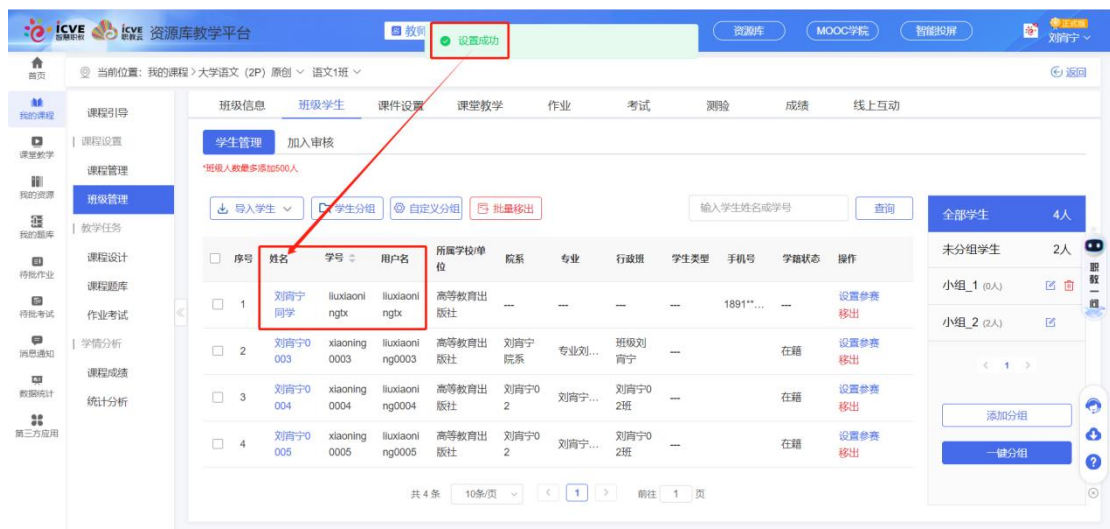 icve 智慧职教 icve 职教云 资源库教学平台
教师
设置成功
资源库
MOOC学院
智能投屏
正式版
刘宵宁
首页
当前位置：我的课程>大学语文（2P）原创 语文1班
返回
我的课程
课堂教学
我的资源
我的题库
待批作业
待批考试
消息通知
数据统计
第三方应用
课程引导
课程设置
课程管理
班级管理
教学任务
课程设计
课程题库
作业考试
学情分析
课程成绩
统计分析
班级信息 班级学生 课件设置 课堂教学 作业 考试 测验 成绩 线上互动
学生管理 加入审核
*班级人数最多添加500人
导入学生 学生分组 自定义分组 批量移出 输入学生姓名或学号 查询
序号 姓名 学号 用户名 所属学校/单位 院系 专业 行政班 学生类型 手机号 学籍状态 操作
1 刘宵宁同学 liuxiaoningtx liuxiaoningtx 高等教育出版社 --- --- --- --- 1891**... --- 设置参赛 移出
2 刘宵宁0003 xiaoning0003 liuxiaoning0003 高等教育出版社 刘宵宁院系 专业刘... 班级刘宵宁 --- 在籍 设置参赛 移出
3 刘宵宁0004 xiaoning0004 liuxiaoning0004 高等教育出版社 刘宵宁02 刘宵宁... 刘宵宁02班 --- 在籍 设置参赛 移出
4 刘宵宁0005 xiaoning0005 liuxiaoning0005 高等教育出版社 刘宵宁02 刘宵宁... 刘宵宁02班 --- 在籍 设置参赛 移出
共 4 条 10条/页 < 1 > 前往 1 页
全部学生 4人
未分组学生 2人
小组_1 (0人)
小组_2 (2人)
< 1 >
添加分组
一键分组
职教一